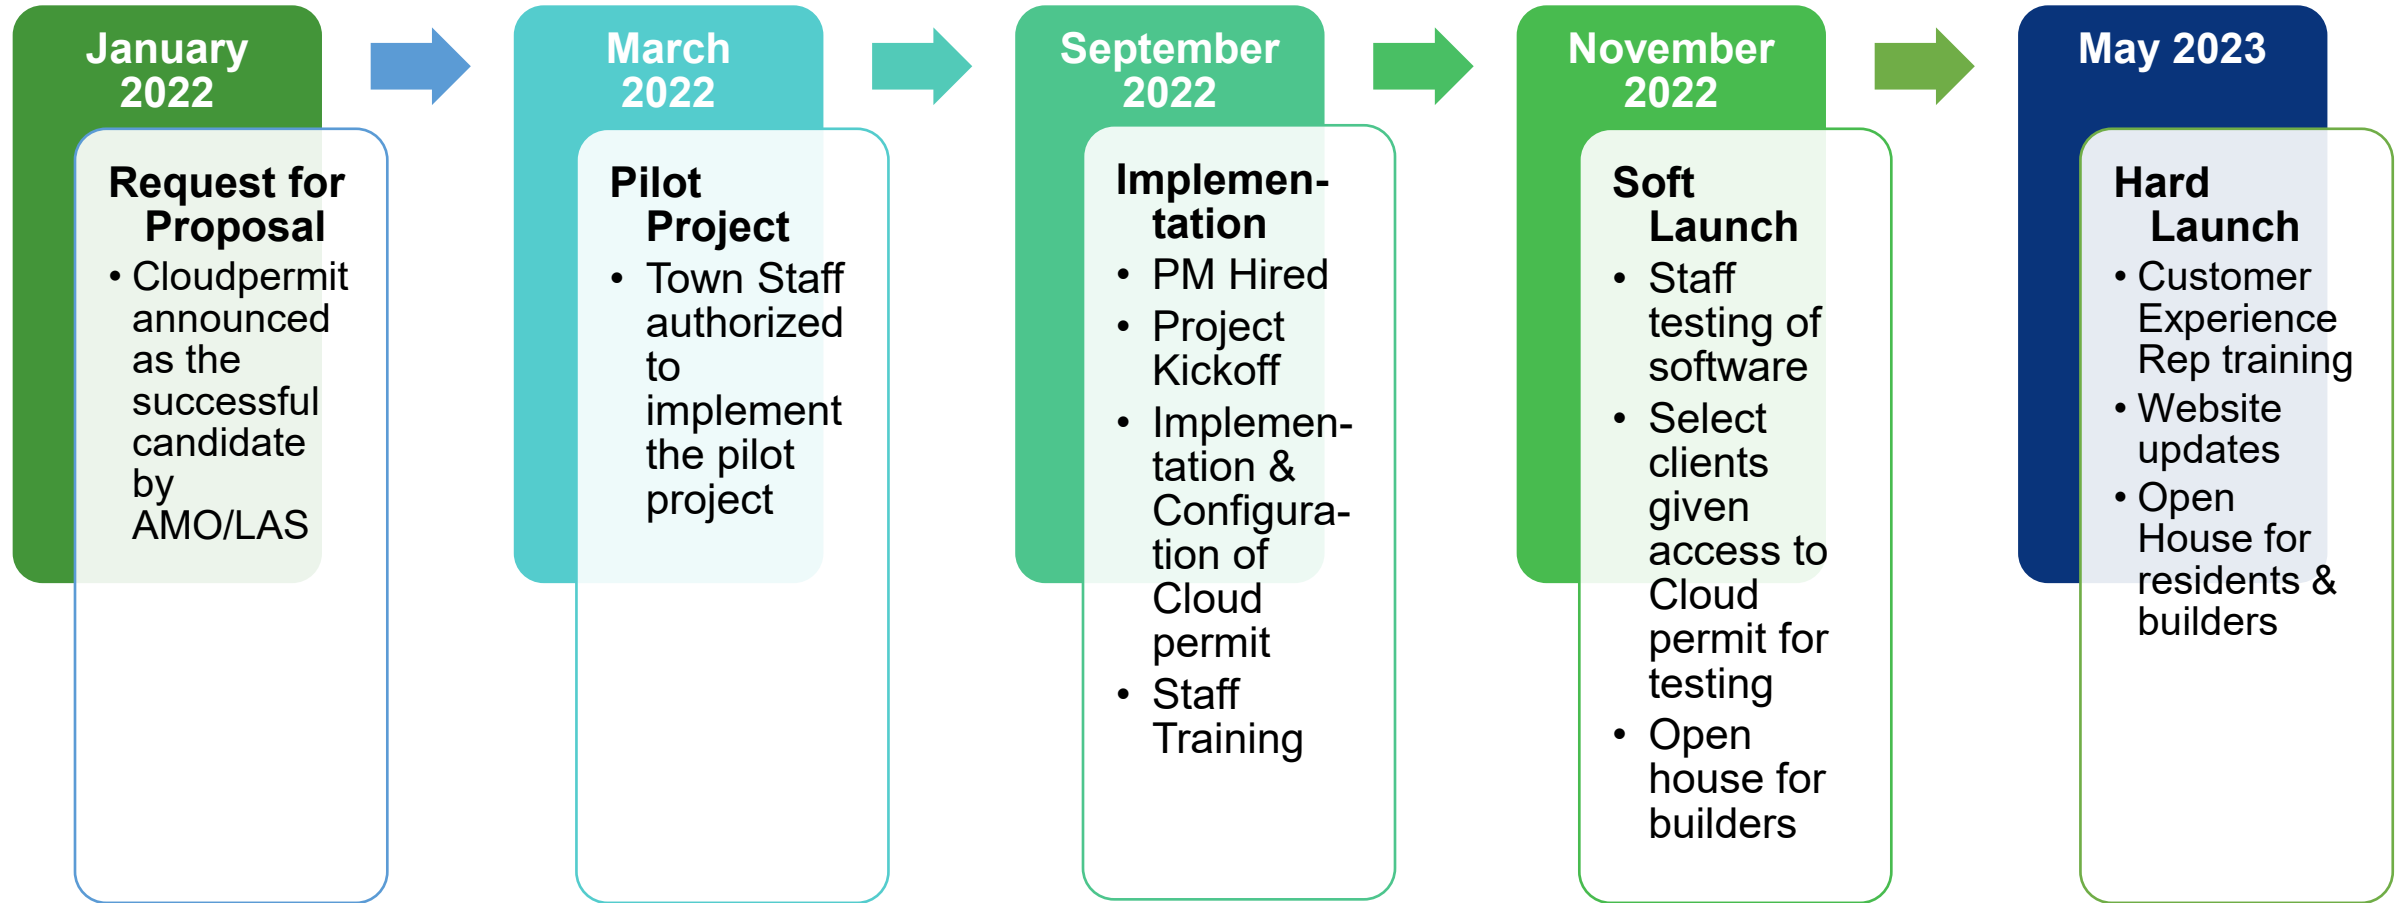 January
2022
Request for
Proposal
• Cloudpermit
announced
as the
successful
candidate
by
AMO/LAS
March
2022
Pilot
Project
• Town Staff
authorized
to
implement
the pilot
project
September
2022
Implemen-
tation
• PM Hired
• Project
Kickoff
• Implemen-
tation &
Configura-
tion of
Cloud
permit
• Staff
Training
November
2022
Soft
Launch
• Staff
testing of
software
• Select
clients
given
access to
Cloud
permit for
testing
• Open
house for
builders
May 2023
Hard
Launch
• Customer
Experience
Rep training
• Website
updates
• Open
House for
residents &
builders